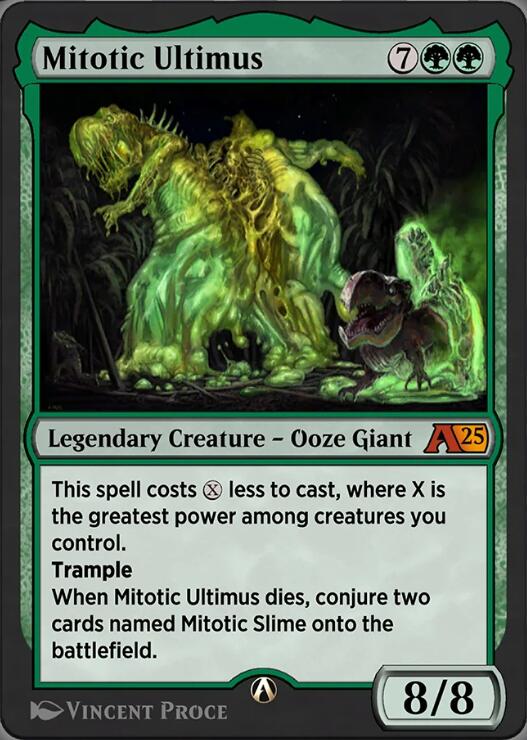 Mitotic Ultimus 7
Legendary Creature – Ooze Giant A25
This spell costs X less to cast, where X is
the greatest power among creatures you
control.
Trample
When Mitotic Ultimus dies, conjure two
cards named Mitotic Slime onto the
battlefield.
8/8
Vincent Proce